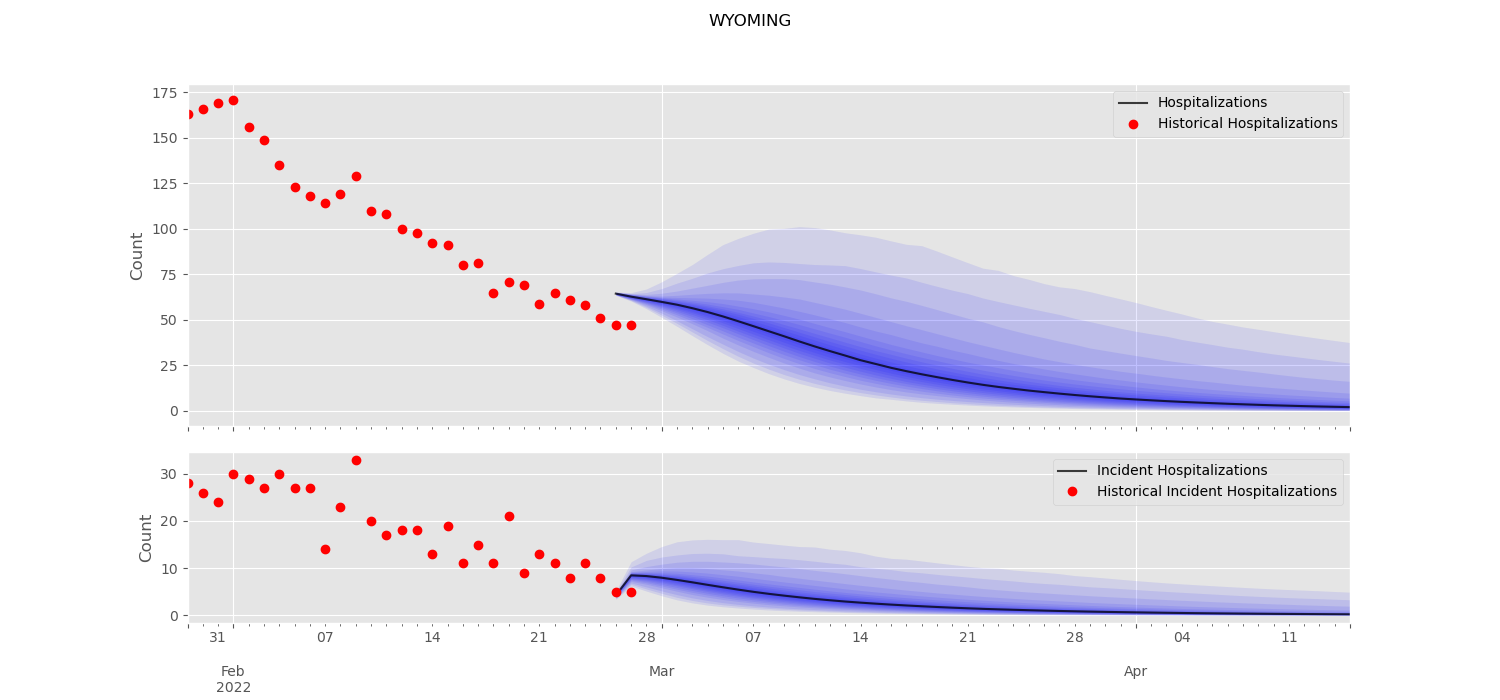 WYOMING
175
150
125
100
75
50
25
0
Count
Hospitalizations
Historical Hospitalizations
30
20
10
0
Count
Incident Hospitalizations
Historical Incident Hospitalizations
31 07 14 21 28 07 14 21 28 04 11
Feb Mar Apr
2022